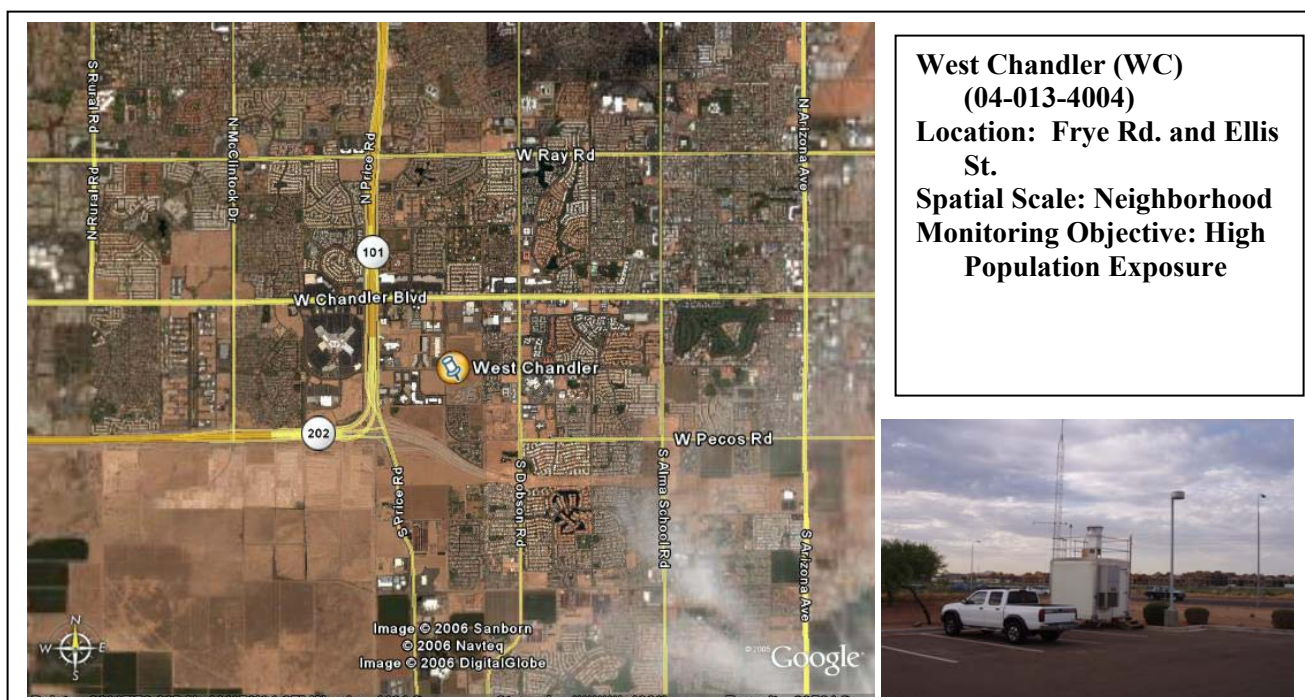 S Rural Rd
N Rural Rd
N McClintock Dr
N Price Rd
W Ray Rd
N Arizona Ave
101
W Chandler Blvd
West Chandler
202
W Pecos Rd
S Price Rd
S Dobson Rd
S Alma School Rd
S Arizona Ave
N
W
E
S
Image © 2006 Sanborn
© 2006 Navteq
Image © 2006 DigitalGlobe
© 2005 Google
West Chandler (WC)
(04-013-4004)
Location: Frye Rd. and Ellis
St.
Spatial Scale: Neighborhood
Monitoring Objective: High
Population Exposure